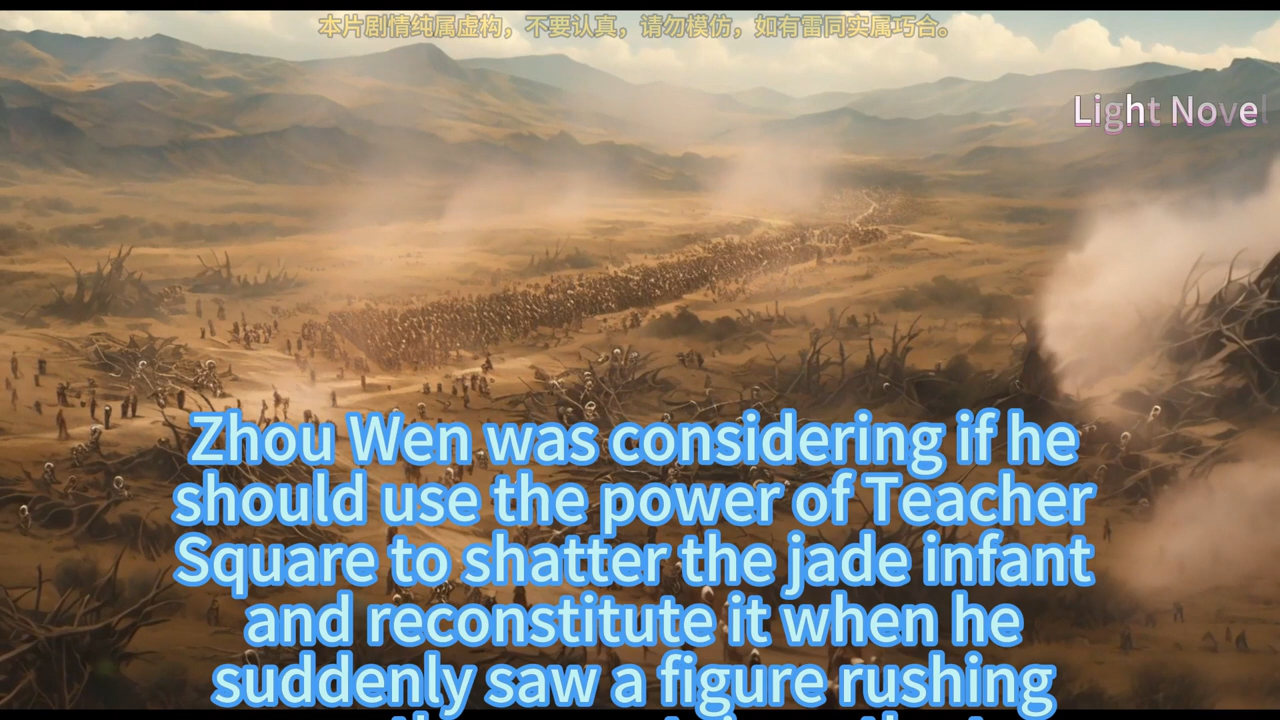 本片剧情纯属虚构，不要认真，请勿模仿，如有雷同实属巧合。
Light Novel
Zhou Wen was considering if he
should use the power of Teacher
Square to shatter the jade infant
and reconstitute it when he
suddenly saw a figure rushing